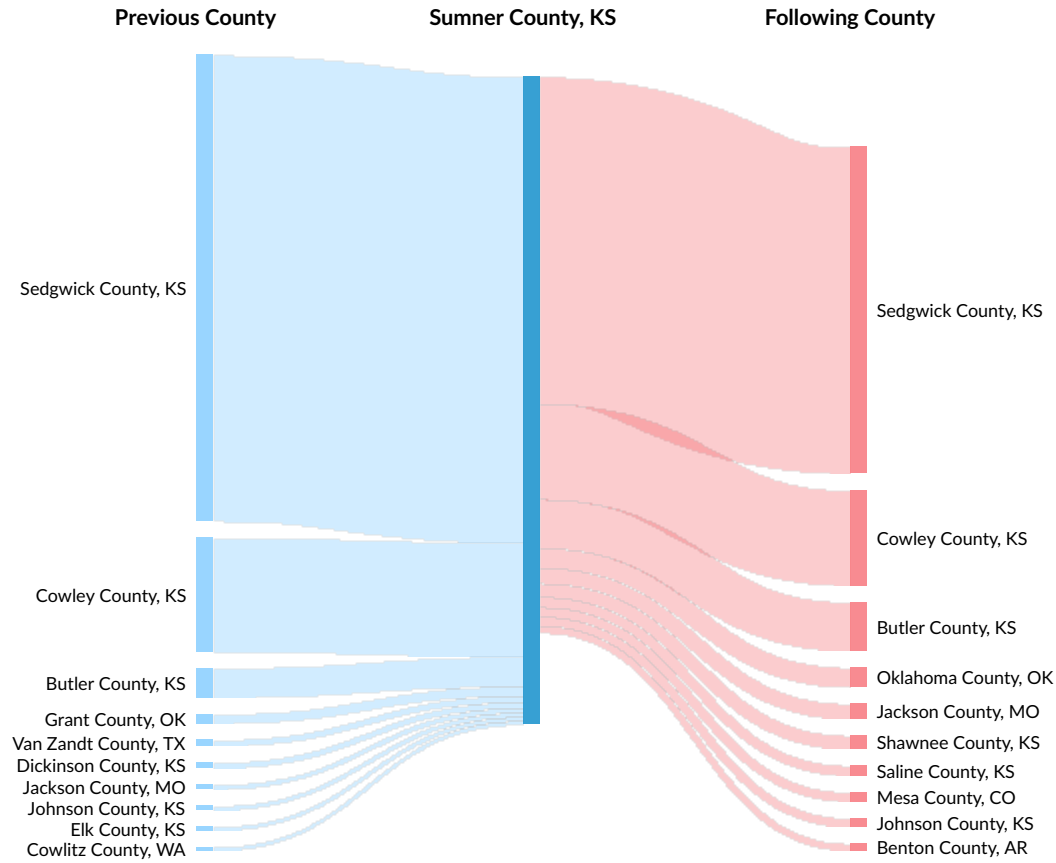 Previous County
Sumner County, KS
Following County
Sedgwick County, KS
Cowley County, KS
Butler County, KS
Grant County, OK
Van Zandt County, TX
Dickinson County, KS
Jackson County, MO
Johnson County, KS
Elk County, KS
Cowlitz County, WA
Sedgwick County, KS
Cowley County, KS
Butler County, KS
Oklahoma County, OK
Jackson County, MO
Shawnee County, KS
Saline County, KS
Mesa County, CO
Johnson County, KS
Benton County, AR